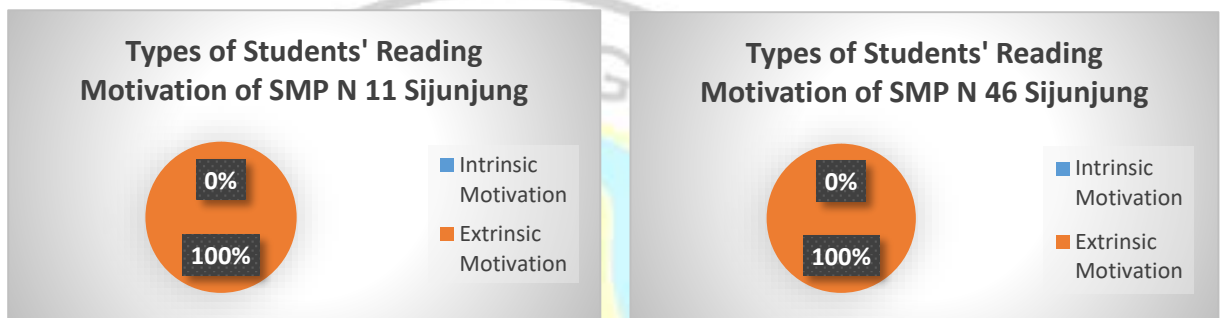 Types of Students' Reading
Motivation of SMP N 11 Sijunjung
0%
100%
Intrinsic
Motivation
Extrinsic
Motivation
Types of Students' Reading
Motivation of SMP N 46 Sijunjung
0%
100%
Intrinsic
Motivation
Extrinsic
Motivation